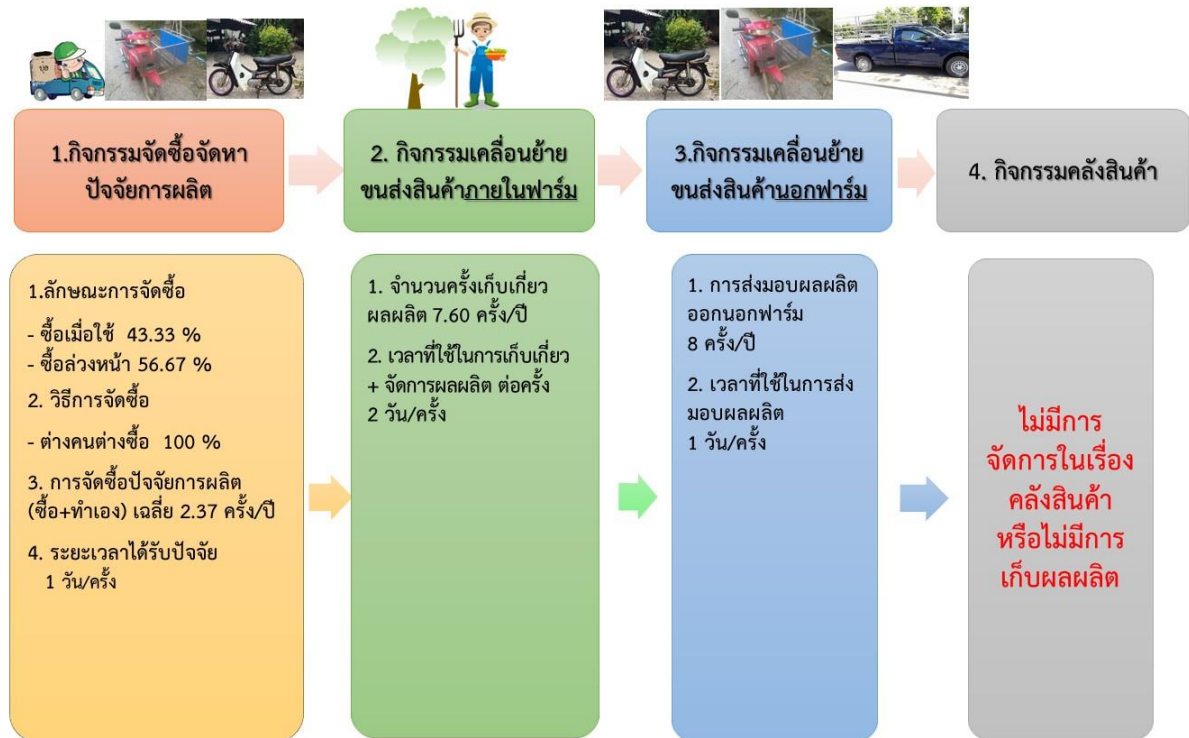 ปุ๋ย
1.กิจกรรมจัดซื้อจัดหา
ปัจจัยการผลิต
2. กิจกรรมเคลื่อนย้าย
ขนส่งสินค้าภายในฟาร์ม
3.กิจกรรมเคลื่อนย้าย
ขนส่งสินค้านอกฟาร์ม
4. กิจกรรมคลังสินค้า
1.ลักษณะการจัดซื้อ
- ซื้อเมื่อใช้ 43.33 %
- ซื้อล่วงหน้า 56.67 %
2. วิธีการจัดซื้อ
- ต่างคนต่างซื้อ 100 %
3. การจัดซื้อปัจจัยการผลิต
(ซื้อ+ทำเอง) เฉลี่ย 2.37 ครั้ง/ปี
4. ระยะเวลาได้รับปัจจัย
1 วัน/ครั้ง
1. จำนวนครั้งเก็บเกี่ยว
ผลผลิต 7.60 ครั้ง/ปี
2. เวลาที่ใช้ในการเก็บเกี่ยว
+ จัดการผลผลิต ต่อครั้ง
2 วัน/ครั้ง
1. การส่งมอบผลผลิต
ออกนอกฟาร์ม
8 ครั้ง/ปี
2. เวลาที่ใช้ในการส่ง
มอบผลผลิต
1 วัน/ครั้ง
ไม่มีการ
จัดการในเรื่อง
คลังสินค้า
หรือไม่มีการ
เก็บผลผลิต